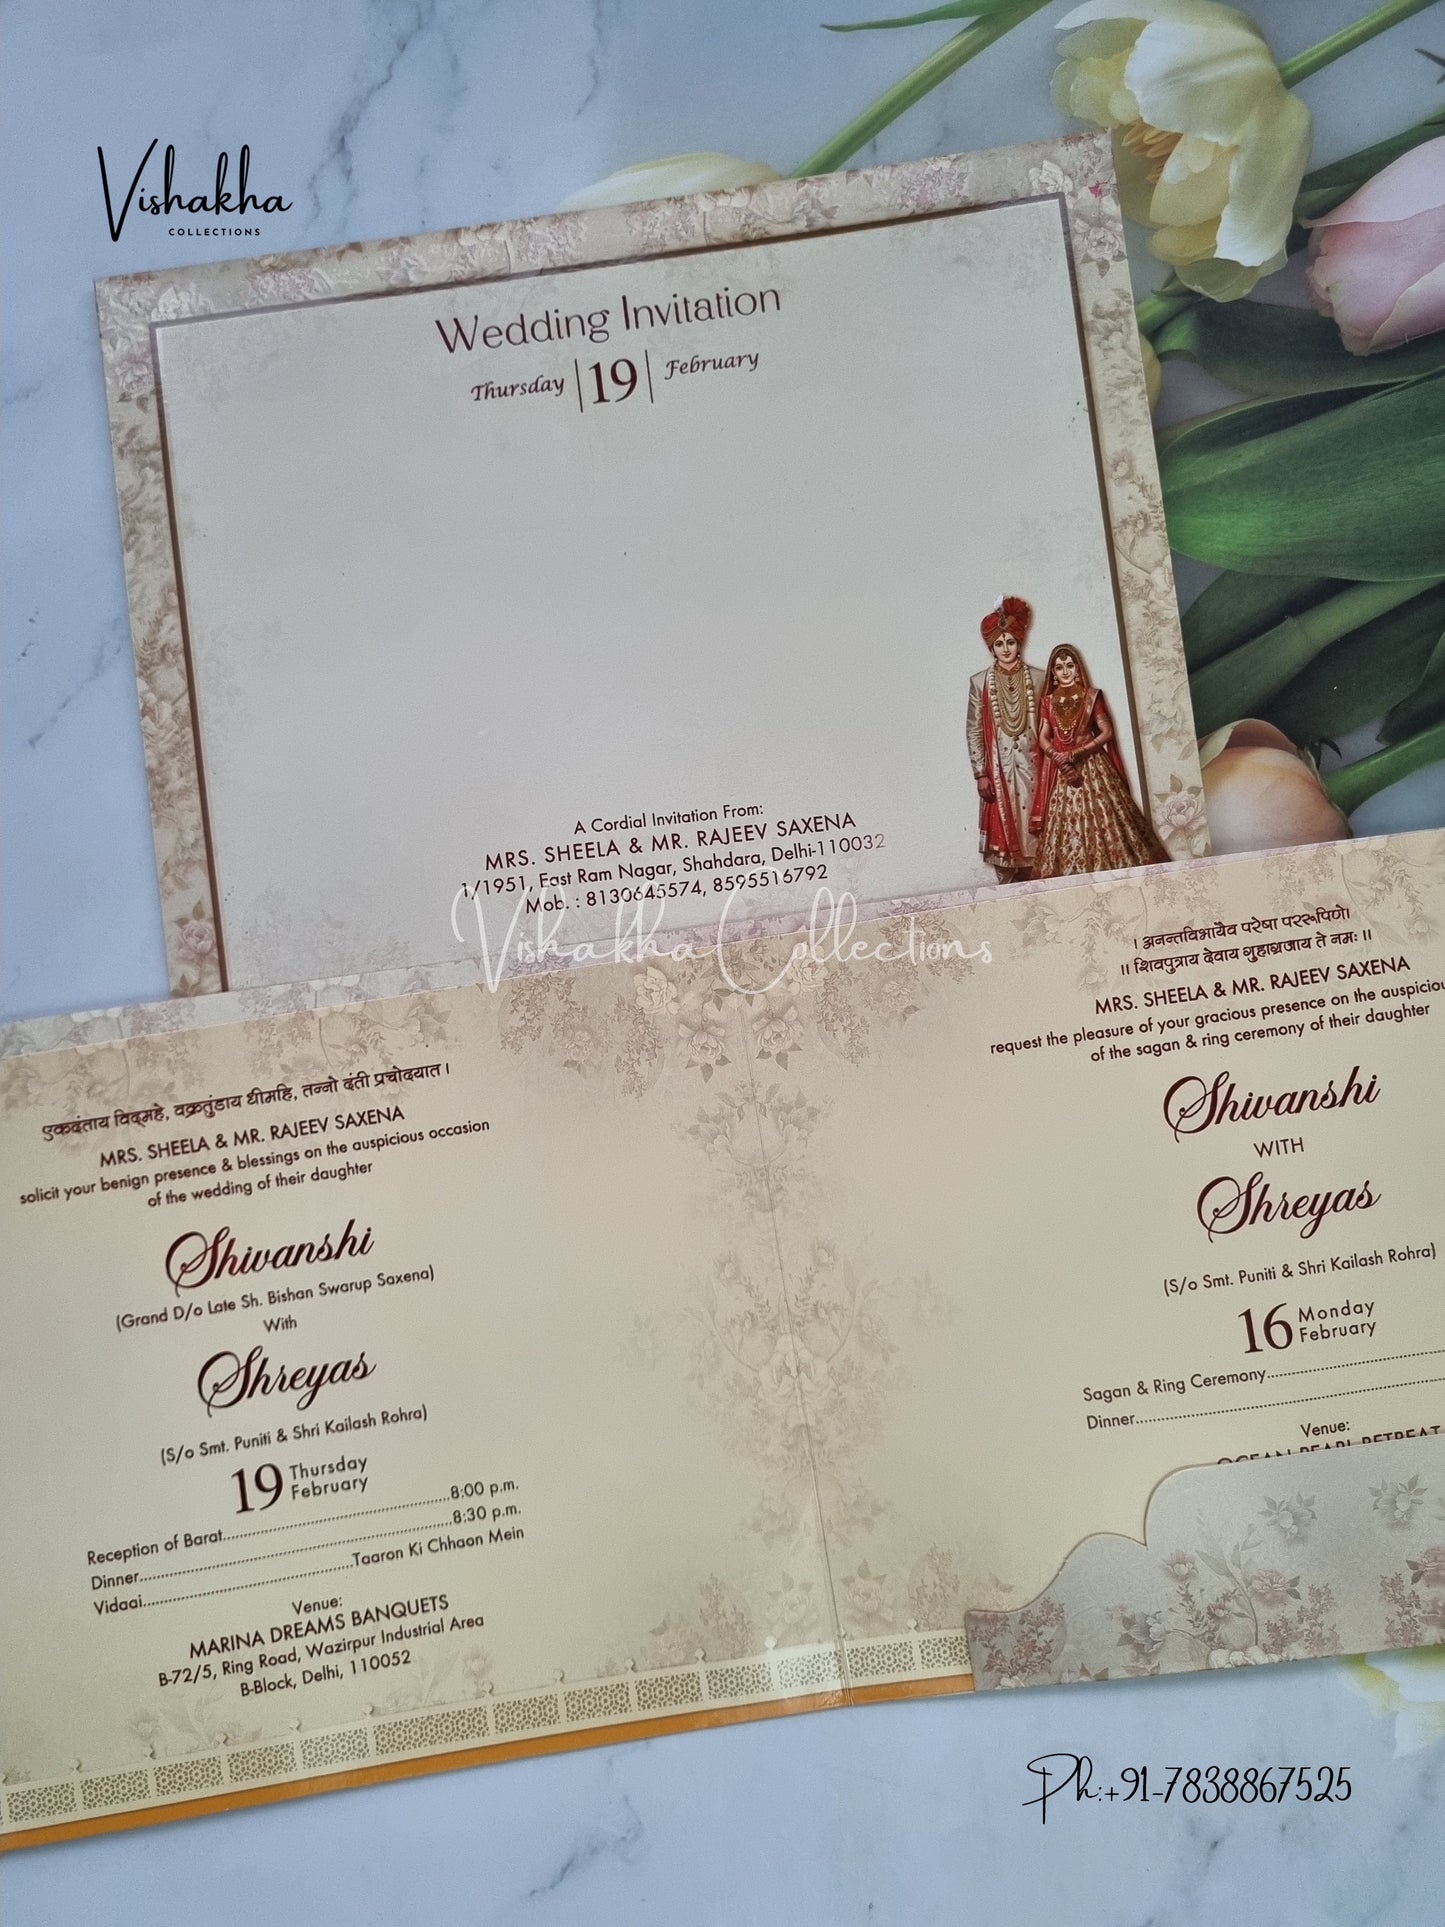 Vishakha
COLLECTIONS
Wedding Invitation
Thursday 19 February
A Cordial Invitation From:
MRS. SHEELA & MR. RAJEEV SAXENA
1/1951, East Ram Nagar, Shahdara, Delhi-110032
Mob. : 8130645574, 8595516792
Vishakha Collections
एकदंताय विद्महे, वक्रतुंडाय धीमहि, तन्नो दंती प्रचोदयात।
MRS. SHEELA & MR. RAJEEV SAXENA
solicit your benign presence & blessings on the auspicious occasion
of the wedding of their daughter
Shivanshi
(Grand D/o Late Sh. Bishan Swarup Saxena)
With
Shreyas
(S/o Smt. Puniti & Shri Kailash Rohra)
19 Thursday
February
Reception of Barat..........8:00 p.m.
Dinner..........8:30 p.m.
Vidaai..........Taaron Ki Chhaon Mein
Venue:
MARINA DREAMS BANQUETS
B-72/5, Ring Road, Wazirpur Industrial Area
B-Block, Delhi, 110052
। अनन्तविभायैव परेषा पररूपिणे।
।। शिवपुत्राय देवाय गुहाग्रजाय ते नमः ।।
MRS. SHEELA & MR. RAJEEV SAXENA
request the pleasure of your gracious presence on the
of the sagan & ring ceremony of their daughter
Shivanshi
WITH
Shreyas
(S/o Smt. Puniti & Shri Kailash Rohra)
16 Monday
February
Sagan & Ring Ceremony..........
Dinner..........
Venue:
OCEAN PEARL RETREAT
Ph:+91-7838867525